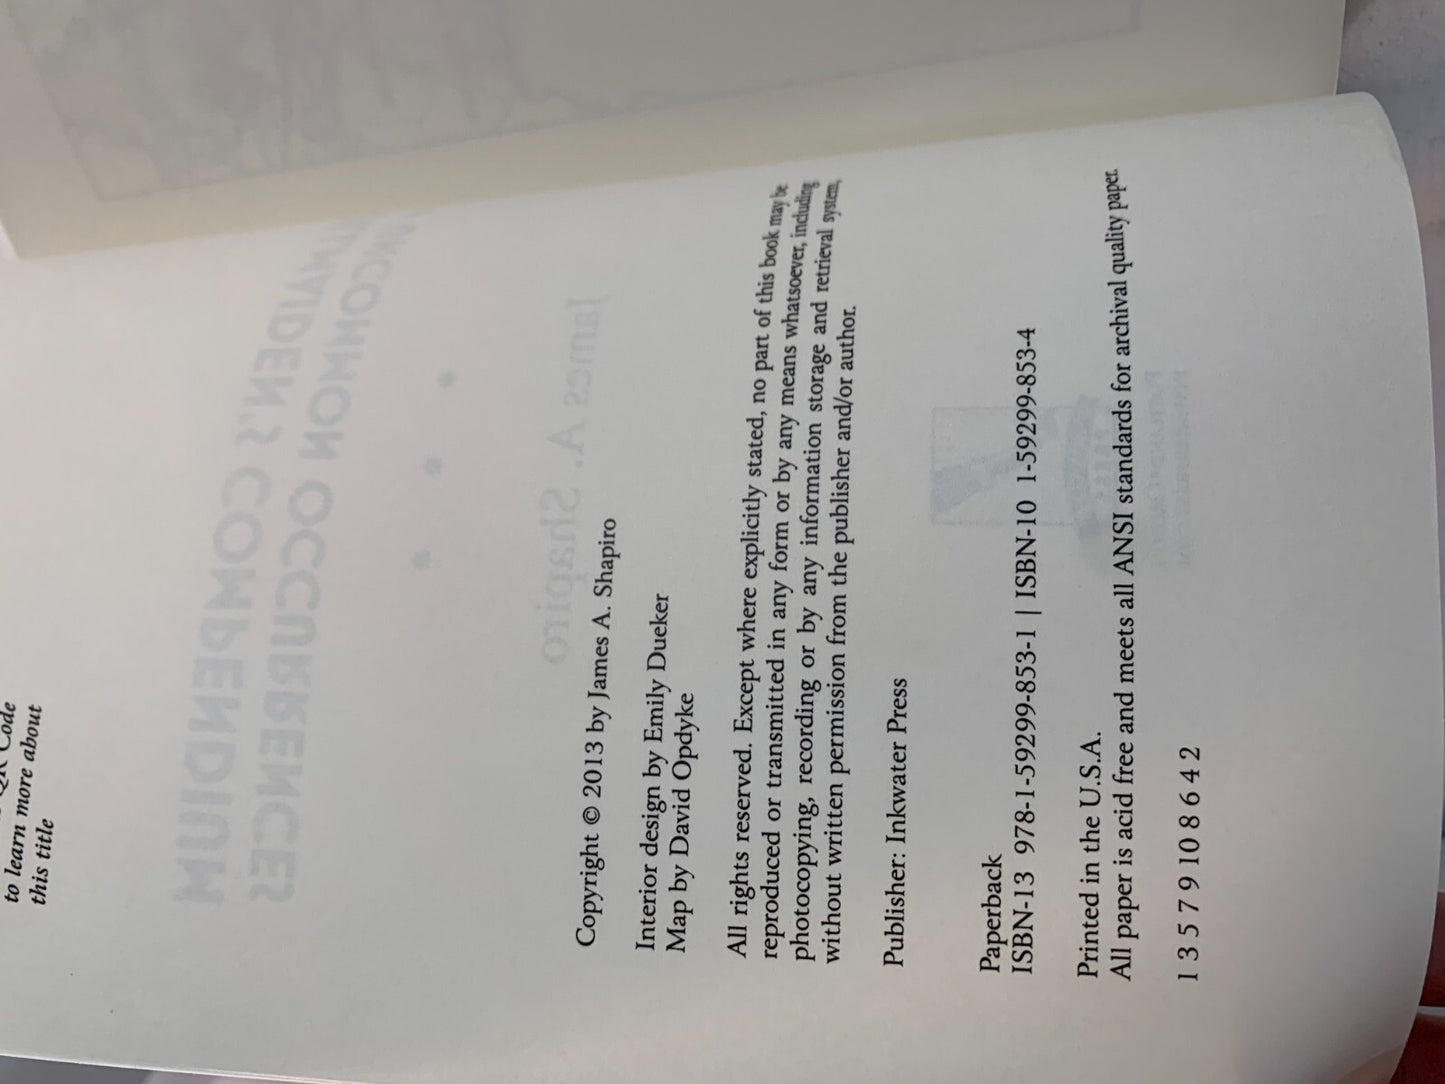 Code
to learn more about
this title
Copyright © 2013 by James A. Shapiro
Interior design by Emily Dueker
Map by David Opdyke
All rights reserved. Except where explicitly stated, no part of this book may be
reproduced or transmitted in any form or by any means whatsoever, including
photocopying, recording or by any information storage and retrieval system,
without written permission from the publisher and/or author.
Publisher: Inkwater Press
Paperback
ISBN-13 978-1-59299-853-1 | ISBN-10 1-59299-853-4
Printed in the U.S.A.
All paper is acid free and meets all ANSI standards for archival quality paper.
1 3 5 7 9 10 8 6 4 2
COMPENDIUM
OCCURRENCES
James A. Shapiro